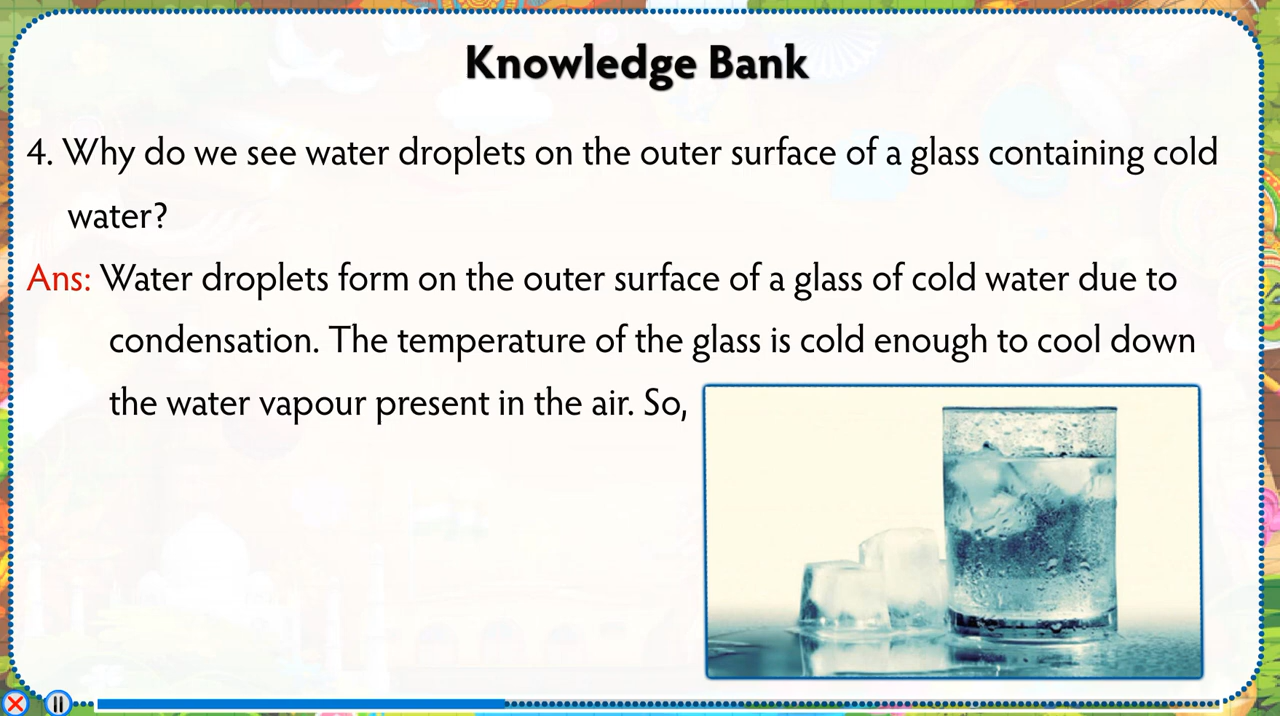 Knowledge Bank
4. Why do we see water droplets on the outer surface of a glass containing cold
water?
Ans: Water droplets form on the outer surface of a glass of cold water due to
condensation. The temperature of the glass is cold enough to cool down
the water vapour present in the air. So,